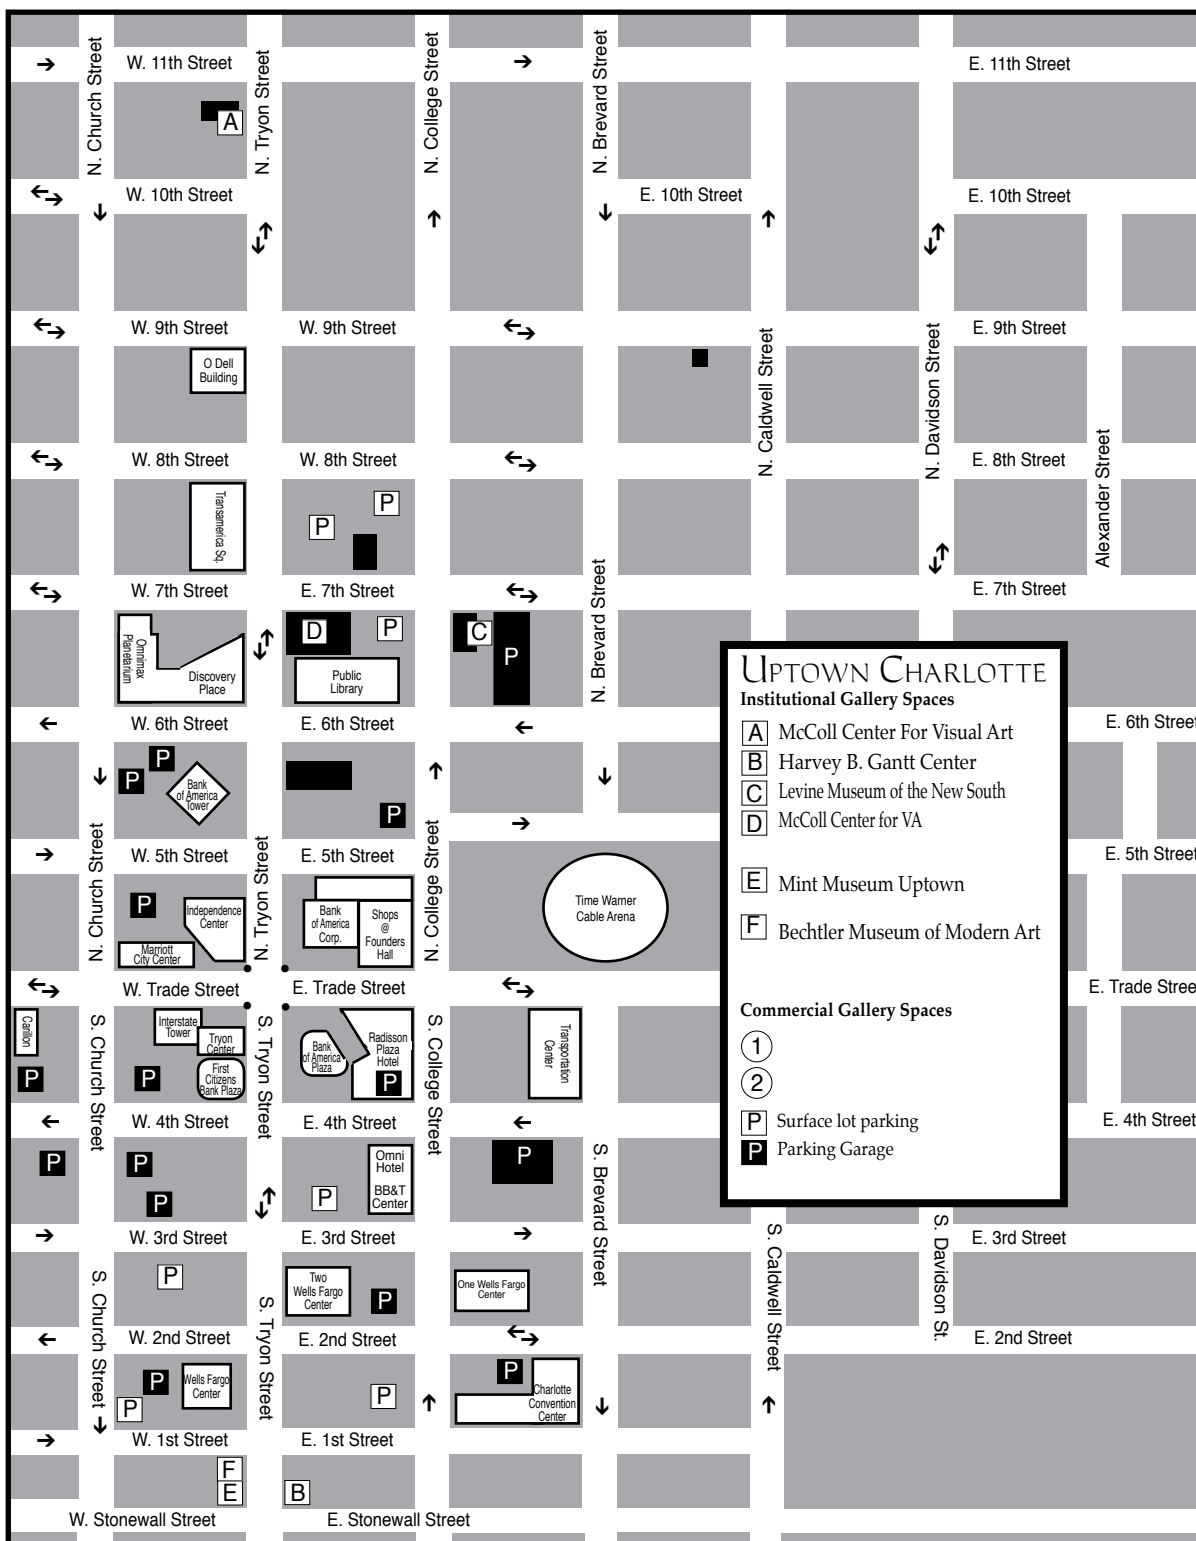 W. 11th Street
E. 11th Street
N. Church Street
N. Tryon Street
N. College Street
N. Brevard Street
A
W. 10th Street
E. 10th Street
E. 10th Street
W. 9th Street
W. 9th Street
E. 9th Street
N. Caldwell Street
N. Davidson Street
O Dell
Building
W. 8th Street
W. 8th Street
E. 8th Street
Alexander Street
Transamerica Sq.
P
P
W. 7th Street
E. 7th Street
E. 7th Street
N. Brevard Street
Omnimax
Planetarium
Discovery
Place
D
P
C
P
Public
Library
W. 6th Street
E. 6th Street
E. 6th Street
P
P
Bank
of America
Tower
P
W. 5th Street
E. 5th Street
E. 5th Street
N. Church Street
N. Tryon Street
N. College Street
P
Independence
Center
Marriott
City Center
Bank
of America
Corp.
Shops
@
Founders
Hall
Time Warner
Cable Arena
W. Trade Street
E. Trade Street
E. Trade Stree
S. Church Street
S. Tryon Street
S. College Street
Carillon
P
Interstate
Tower
Tryon
Center
P
First
Citizens
Bank Plaza
Bank
of America
Plaza
Radisson
Plaza
Hotel
P
Transportation
Center
W. 4th Street
E. 4th Street
E. 4th Street
P
P
P
P
Omni
Hotel
BB&T
Center
P
S. Brevard Street
W. 3rd Street
E. 3rd Street
E. 3rd Street
S. Caldwell Street
S. Davidson St.
S. Church Street
S. Tryon Street
P
Two
Wells Fargo
Center
P
One Wells Fargo
Center
W. 2nd Street
E. 2nd Street
E. 2nd Street
P
P
Wells Fargo
Center
P
P
Charlotte
Convention
Center
W. 1st Street
E. 1st Street
F
E
B
W. Stonewall Street
E. Stonewall Street
UPTOWN CHARLOTTE
Institutional Gallery Spaces
A McColl Center For Visual Art
B Harvey B. Gantt Center
C Levine Museum of the New South
D McColl Center for VA
E Mint Museum Uptown
F Bechtler Museum of Modern Art
Commercial Gallery Spaces
1
2
P Surface lot parking
P Parking Garage